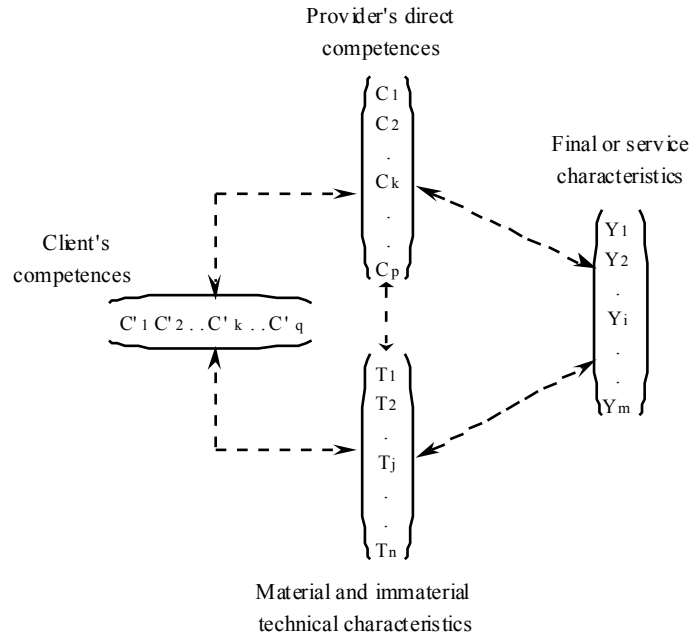 Provider's direct
competences
C1
C2
.
Ck
.
.
Cp
Final or service
characteristics
Y1
Y2
.
Yi
.
.
Ym
Client's
competences
C'1 C'2 . . C'k . . C'q
T1
T2
.
Tj
.
.
Tn
Material and immaterial
technical characteristics